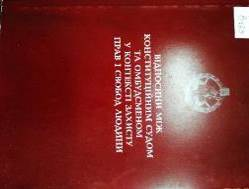 ВІДНОСИНИ МІЖ
КОНСТИТУЦІЙНИМ СУДОМ
ТА ОМБУДСМЕНОМ
У КОНТЕКСТІ ЗАХИСТУ
ПРАВ І СВОБОД ЛЮДИНИ